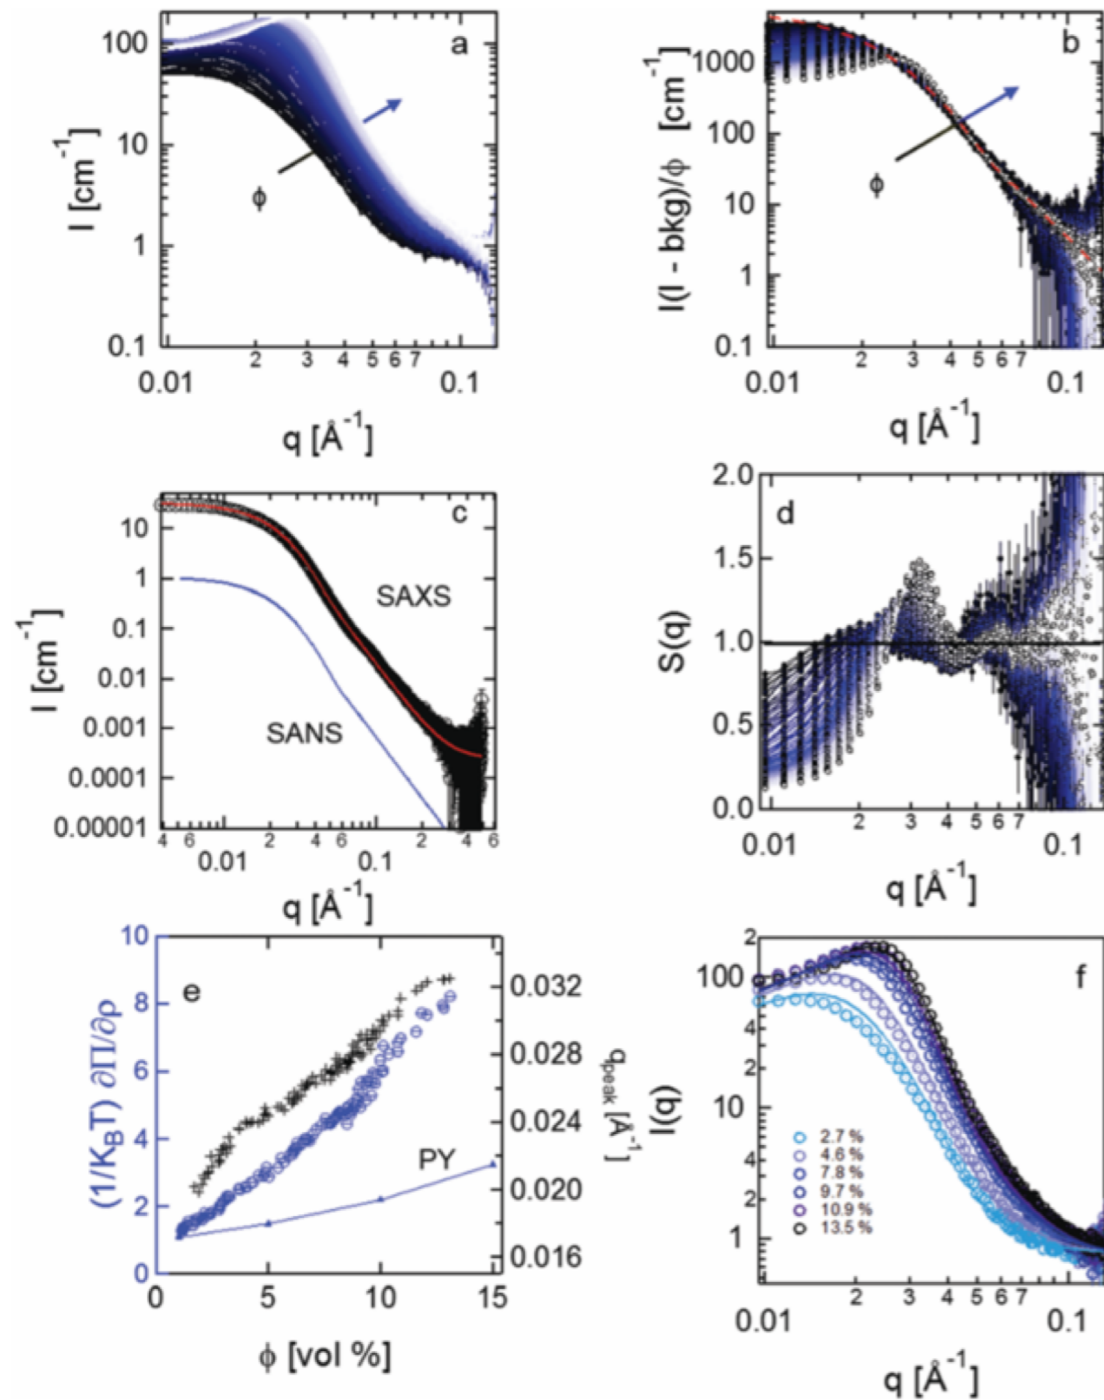 a
100
10
1
0.1
I [cm⁻¹]
ϕ
2 3 4 5 6 7
0.01 0.1
q [Å⁻¹]
b
1000
100
10
1
0.1
I(I - bkg)/ϕ [cm⁻¹]
ϕ
2 3 4 5 6 7
0.01 0.1
q [Å⁻¹]
c
10
1
0.1
0.01
0.001
0.0001
0.00001
I [cm⁻¹]
SAXS
SANS
4 6 2 4 6 2 4 6
0.01 0.1
q [Å⁻¹]
d
2.0
1.5
1.0
0.5
0.0
S(q)
2 3 4 5 6 7
0.01 0.1
q [Å⁻¹]
e
10
8
6
4
2
0
(1/K_BT) ∂Π/∂ρ
PY
0.032
0.028
0.024
0.020
0.016
q_peak [Å⁻¹]
0 5 10 15
ϕ [vol %]
f
2
100
4
2
10
4
2
1
I(q)
2.7 %
4.6 %
7.8 %
9.7 %
10.9 %
13.5 %
2 3 4 5 6 7
0.01 0.1
q [Å⁻¹]